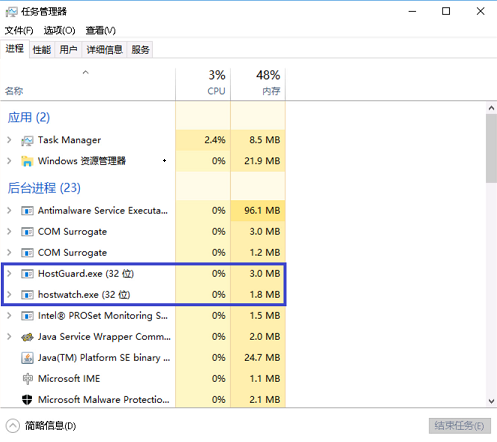 任务管理器
文件(F) 选项(O) 查看(V)
进程 性能 用户 详细信息 服务
3% 48%
名称 CPU 内存
应用 (2)
Task Manager 2.4% 8.5 MB
Windows 资源管理器 0% 21.9 MB
后台进程 (23)
Antimalware Service Executa... 0% 96.1 MB
COM Surrogate 0% 3.0 MB
COM Surrogate 0% 1.2 MB
HostGuard.exe (32 位) 0% 3.0 MB
hostwatch.exe (32 位) 0% 1.8 MB
Intel® PROSet Monitoring S... 0% 1.5 MB
Java Service Wrapper Comm... 0% 2.0 MB
Java(TM) Platform SE binary ... 0% 24.7 MB
Microsoft IME 0% 1.1 MB
Microsoft Malware Protectio... 0% 2.1 MB
简略信息(D) 结束任务(E)